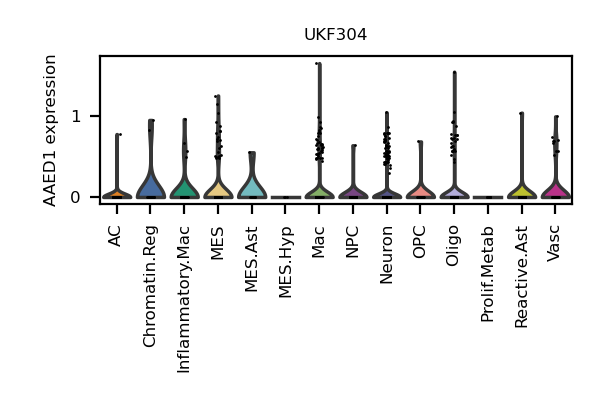 UKF304
AAED1 expression
1
0
AC
Chromatin.Reg
Inflammatory.Mac
MES
MES.Ast
MES.Hyp
Mac
NPC
Neuron
OPC
Oligo
Prolif.Metab
Reactive.Ast
Vasc